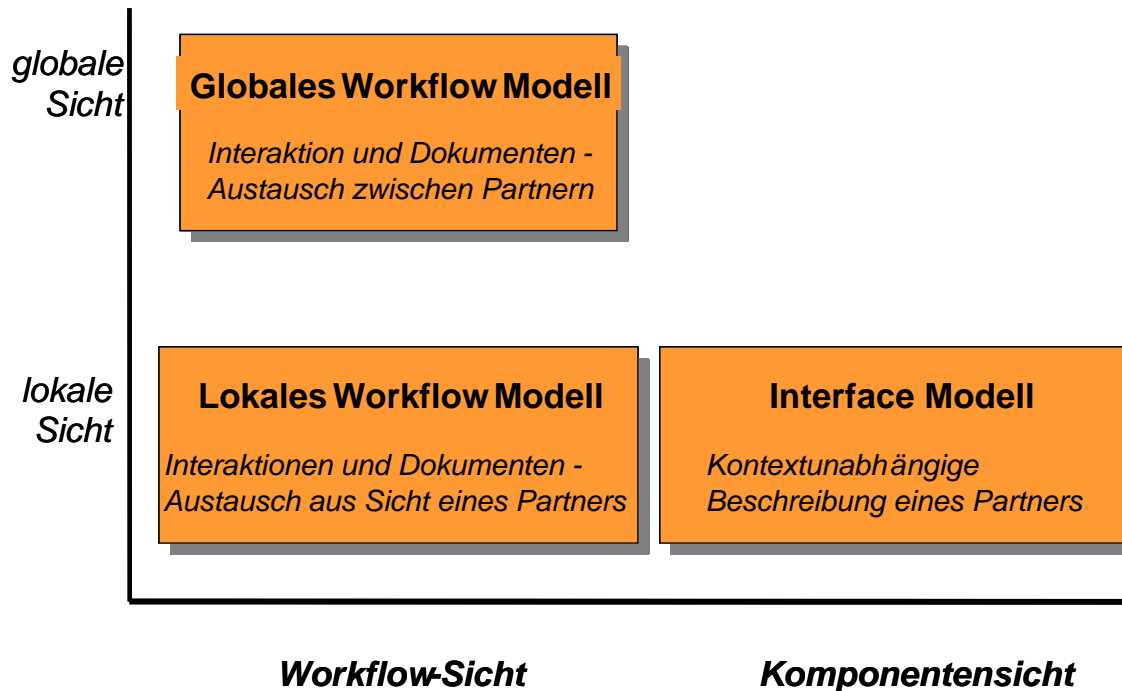 globale
Sicht
Globales Workflow Modell
Interaktion und Dokumenten -
Austausch zwischen Partnern
lokale
Sicht
Lokales Workflow Modell
Interaktionen und Dokumenten -
Austausch aus Sicht eines Partners
Interface Modell
Kontextunabhängige
Beschreibung eines Partners
Workflow-Sicht
Komponentensicht